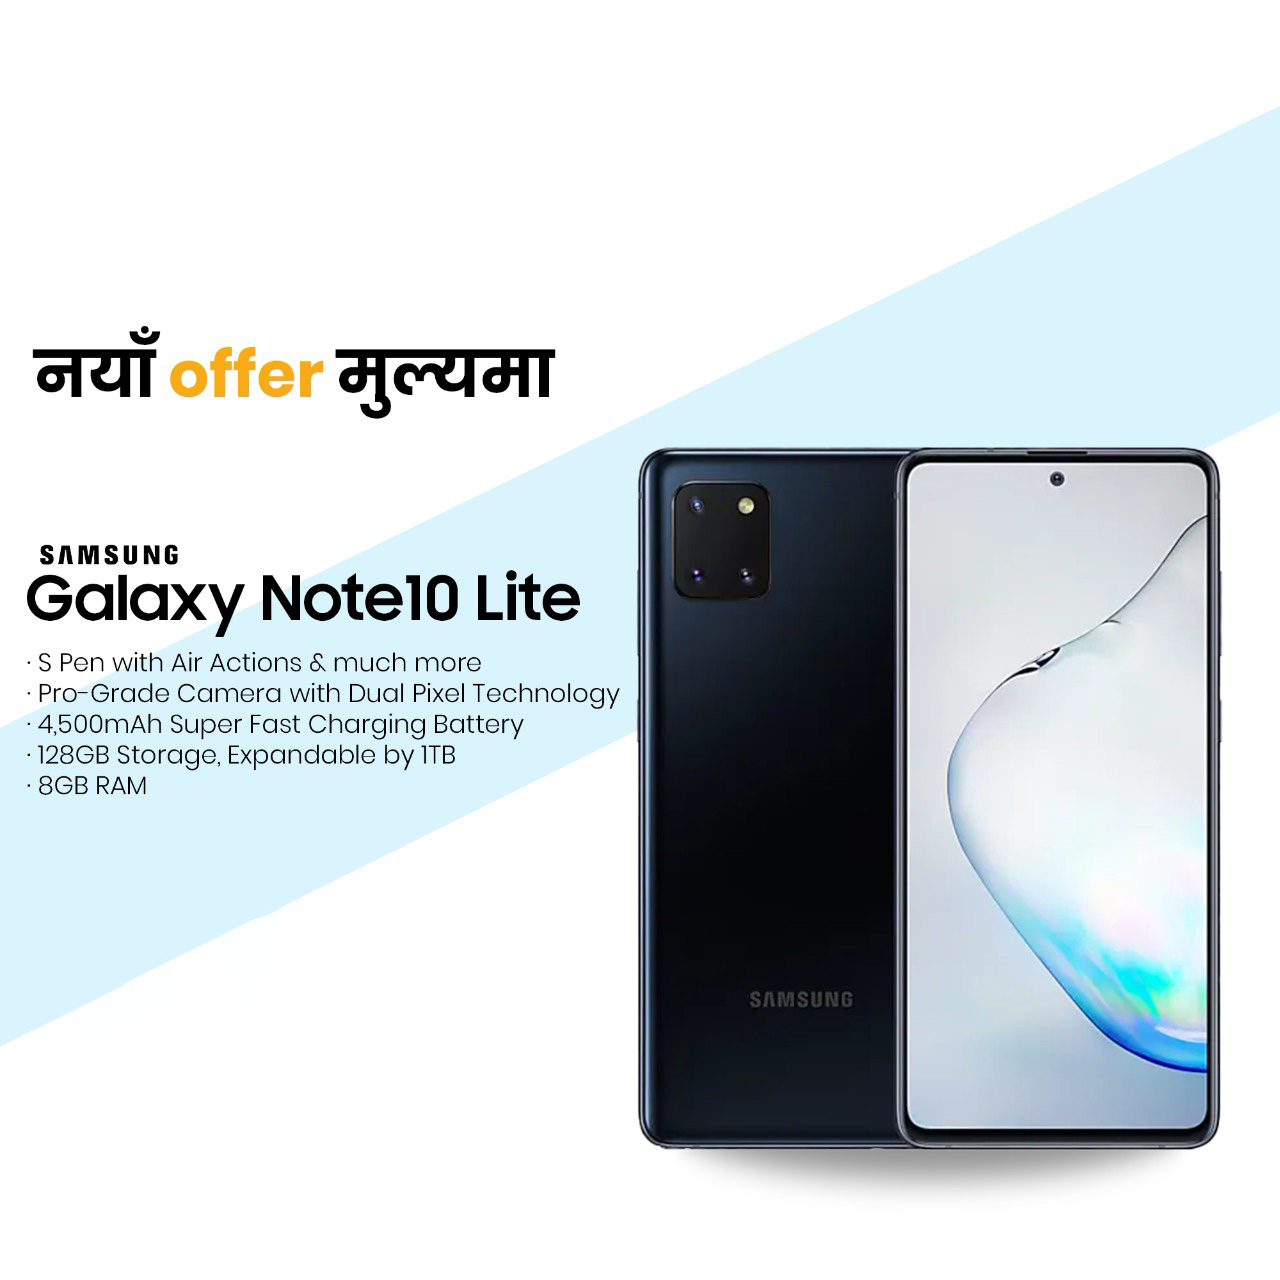 नयाँ offer मुल्यमा
SAMSUNG
Galaxy Note10 Lite
· S Pen with Air Actions & much more
· Pro-Grade Camera with Dual Pixel Technology
· 4,500mAh Super Fast Charging Battery
· 128GB Storage, Expandable by 1TB
· 8GB RAM
SAMSUNG